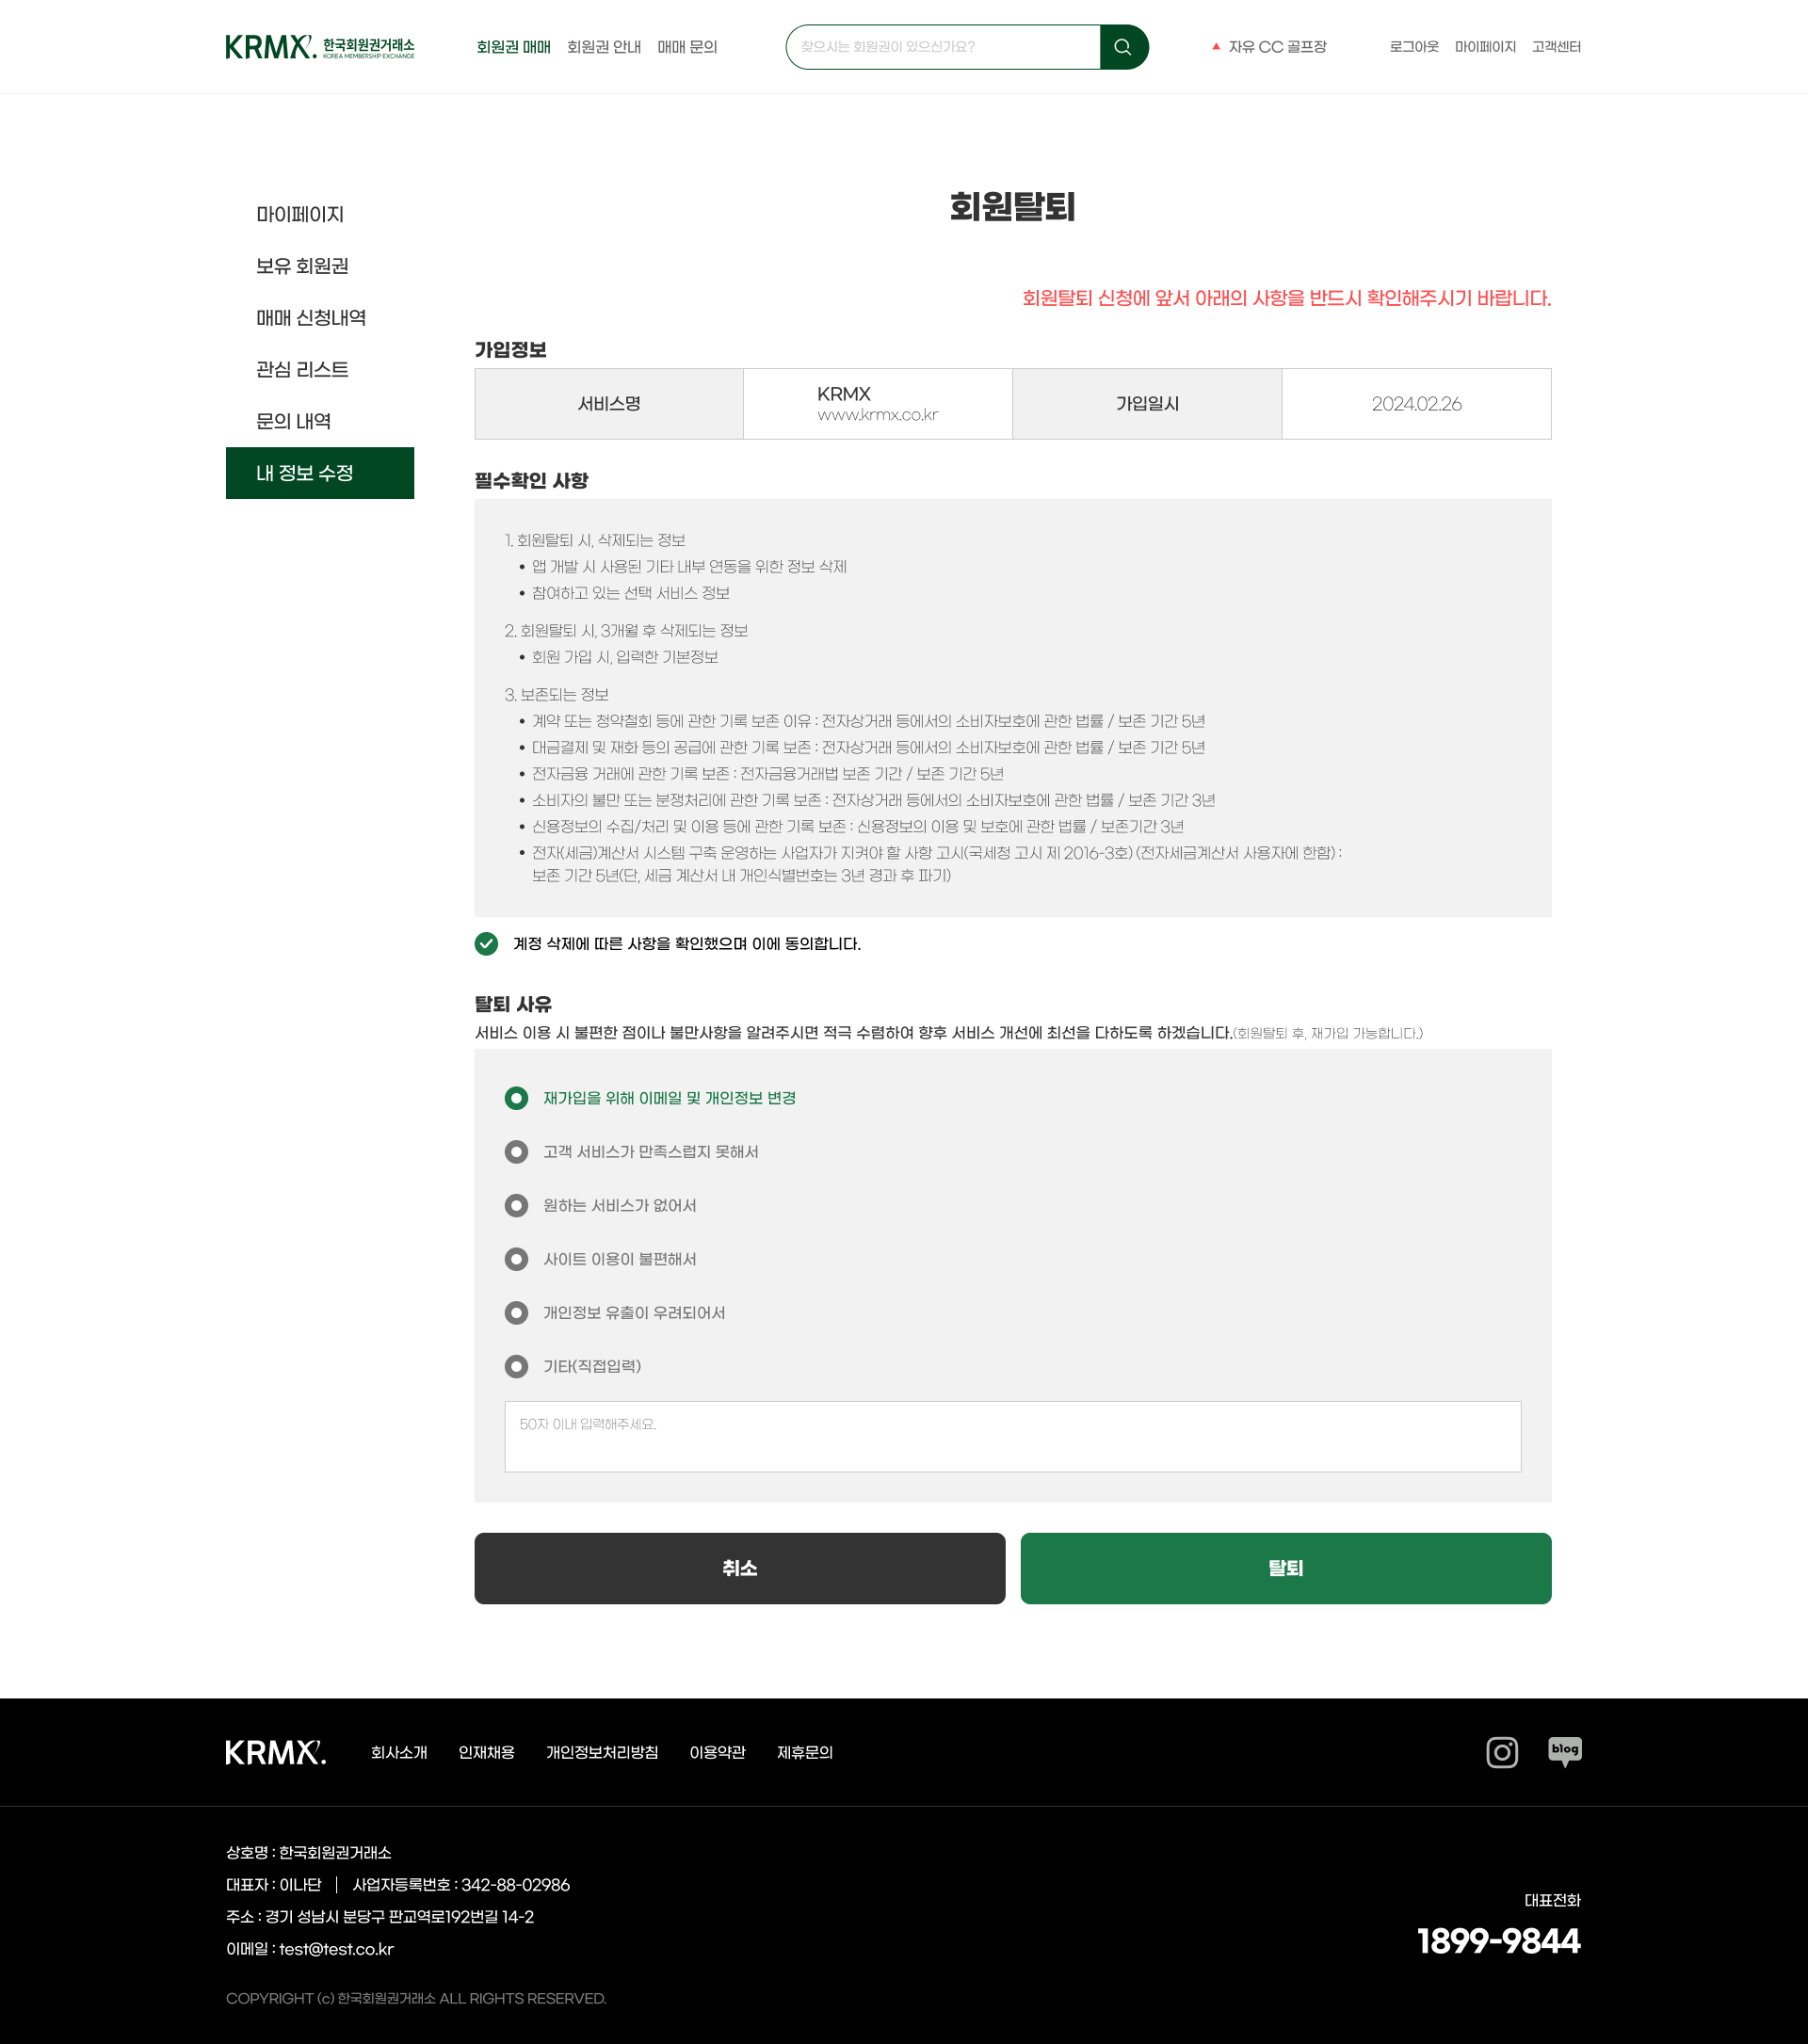 KRMX. 한국회원권거래소
KOREA MEMBERSHIP EXCHANGE
회원권 매매 회원권 안내 매매 문의
찾으시는 회원권이 있으신가요?
자유 CC 골프장
로그아웃 마이페이지 고객센터
마이페이지
보유 회원권
매매 신청내역
관심 리스트
문의 내역
내 정보 수정
회원탈퇴
회원탈퇴 신청에 앞서 아래의 사항을 반드시 확인해주시기 바랍니다.
가입정보
서비스명
KRMX
www.krmx.co.kr
가입일시
2024.02.26
필수확인 사항
1. 회원탈퇴 시, 삭제되는 정보
• 앱 개발 시 사용된 기타 내부 연동을 위한 정보 삭제
• 참여하고 있는 선택 서비스 정보
2. 회원탈퇴 시, 3개월 후 삭제되는 정보
• 회원 가입 시, 입력한 기본정보
3. 보존되는 정보
• 계약 또는 청약철회 등에 관한 기록 보존 이유 : 전자상거래 등에서의 소비자보호에 관한 법률 / 보존 기간 5년
• 대금결제 및 재화 등의 공급에 관한 기록 보존 : 전자상거래 등에서의 소비자보호에 관한 법률 / 보존 기간 5년
• 전자금융 거래에 관한 기록 보존 : 전자금융거래법 보존 기간 / 보존 기간 5년
• 소비자의 불만 또는 분쟁처리에 관한 기록 보존 : 전자상거래 등에서의 소비자보호에 관한 법률 / 보존 기간 3년
• 신용정보의 수집/처리 및 이용 등에 관한 기록 보존 : 신용정보의 이용 및 보호에 관한 법률 / 보존기간 3년
• 전자(세금)계산서 시스템 구축 운영하는 사업자가 지켜야 할 사항 고시(국세청 고시 제 2016-3호) (전자세금계산서 사용자에 한함) :
보존 기간 5년(단, 세금 계산서 내 개인식별번호는 3년 경과 후 파기)
계정 삭제에 따른 사항을 확인했으며 이에 동의합니다.
탈퇴 사유
서비스 이용 시 불편한 점이나 불만사항을 알려주시면 적극 수렴하여 향후 서비스 개선에 최선을 다하도록 하겠습니다.(회원탈퇴 후, 재가입 가능합니다.)
재가입을 위해 이메일 및 개인정보 변경
고객 서비스가 만족스럽지 못해서
원하는 서비스가 없어서
사이트 이용이 불편해서
개인정보 유출이 우려되어서
기타(직접입력)
50자 이내 입력해주세요.
취소
탈퇴
KRMX.
회사소개 인재채용 개인정보처리방침 이용약관 제휴문의
blog
상호명 : 한국회원권거래소
대표자 : 이나단 | 사업자등록번호 : 342-88-02986
주소 : 경기 성남시 분당구 판교역로192번길 14-2
이메일 : test@test.co.kr
대표전화
1899-9844
COPYRIGHT (c) 한국회원권거래소 ALL RIGHTS RESERVED.